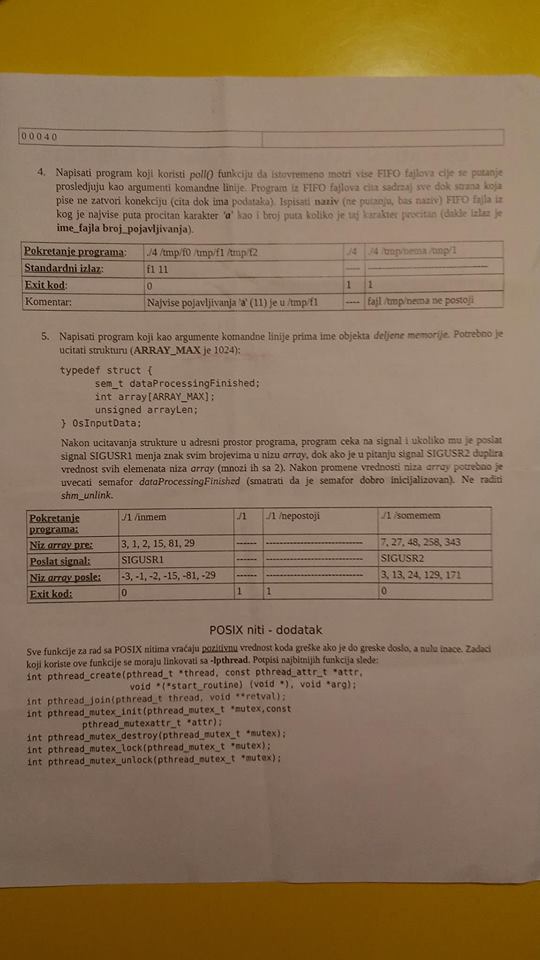 0 0 0 4 0
4. Napisati program koji koristi poll() funkciju da istovremeno motri vise FIFO fajlova cije se putanje
prosledjuju kao argumenti komandne linije. Program iz FIFO fajlova cita sadrzaj sve dok strana koja
pise ne zatvori konekciju (cita dok ima podataka). Ispisati naziv (ne putanju, bas naziv) FIFO fajla iz
kog je najvise puta procitan karakter 'a' kao i broj puta koliko je taj karakter procitan (dakle izlaz je
ime_fajla broj_pojavljivanja).
Pokretanje programa: ./4 /tmp/f0 /tmp/f1 /tmp/f2 ./4 ./4 /tmp/nema /tmp/1
Standardni izlaz: f1 11 ---- ------------------------------
Exit kod: 0 1 1
Komentar: Najvise pojavljivanja 'a' (11) je u /tmp/f1 ---- fajl /tmp/nema ne postoji
5. Napisati program koji kao argumente komandne linije prima ime objekta deljene memorije. Potrebno je
ucitati strukturu (ARRAY_MAX je 1024):
typedef struct {
sem_t dataProcessingFinished;
int array[ARRAY_MAX];
unsigned arrayLen;
} OsInputData;
Nakon ucitavanja strukture u adresni prostor programa, program ceka na signal i ukoliko mu je poslat
signal SIGUSR1 menja znak svim brojevima u nizu array, dok ako je u pitanju signal SIGUSR2 duplira
vrednost svih elemenata niza array (mnozi ih sa 2). Nakon promene vrednosti niza array potrebno je
uvecati semafor dataProcessingFinished (smatrati da je semafor dobro inicijalizovan). Ne raditi
shm_unlink.
Pokretanje ./1 /inmem ./1 ./1 /nepostoji ./1 /somemem
programa:
Niz array pre: 3, 1, 2, 15, 81, 29 ------ ---------------------------- 7, 27, 48, 258, 343
Poslat signal: SIGUSR1 ------ ---------------------------- SIGUSR2
Niz array posle: -3, -1, -2, -15, -81, -29 ------ ---------------------------- 3, 13, 24, 129, 171
Exit kod: 0 1 1 0
POSIX niti - dodatak
Sve funkcije za rad sa POSIX nitima vraćaju pozitivnu vrednost koda greške ako je do greske doslo, a nulu inace. Zadaci
koji koriste ove funkcije se moraju linkovati sa -lpthread. Potpisi najbitnijih funkcija slede:
int pthread_create(pthread_t *thread, const pthread_attr_t *attr,
void *(*start_routine) (void *), void *arg);
int pthread_join(pthread_t thread, void **retval);
int pthread_mutex_init(pthread_mutex_t *mutex,const
pthread_mutexattr_t *attr);
int pthread_mutex_destroy(pthread_mutex_t *mutex);
int pthread_mutex_lock(pthread_mutex_t *mutex);
int pthread_mutex_unlock(pthread_mutex_t *mutex);